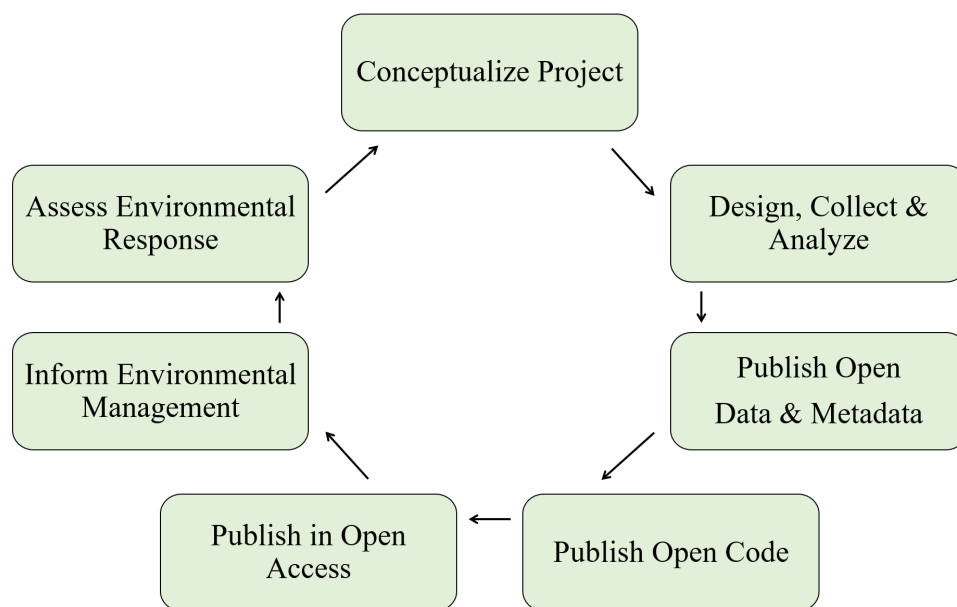 Conceptualize Project
Assess Environmental
Response
Design, Collect &
Analyze
Inform Environmental
Management
Publish Open
Data & Metadata
Publish in Open
Access
Publish Open Code